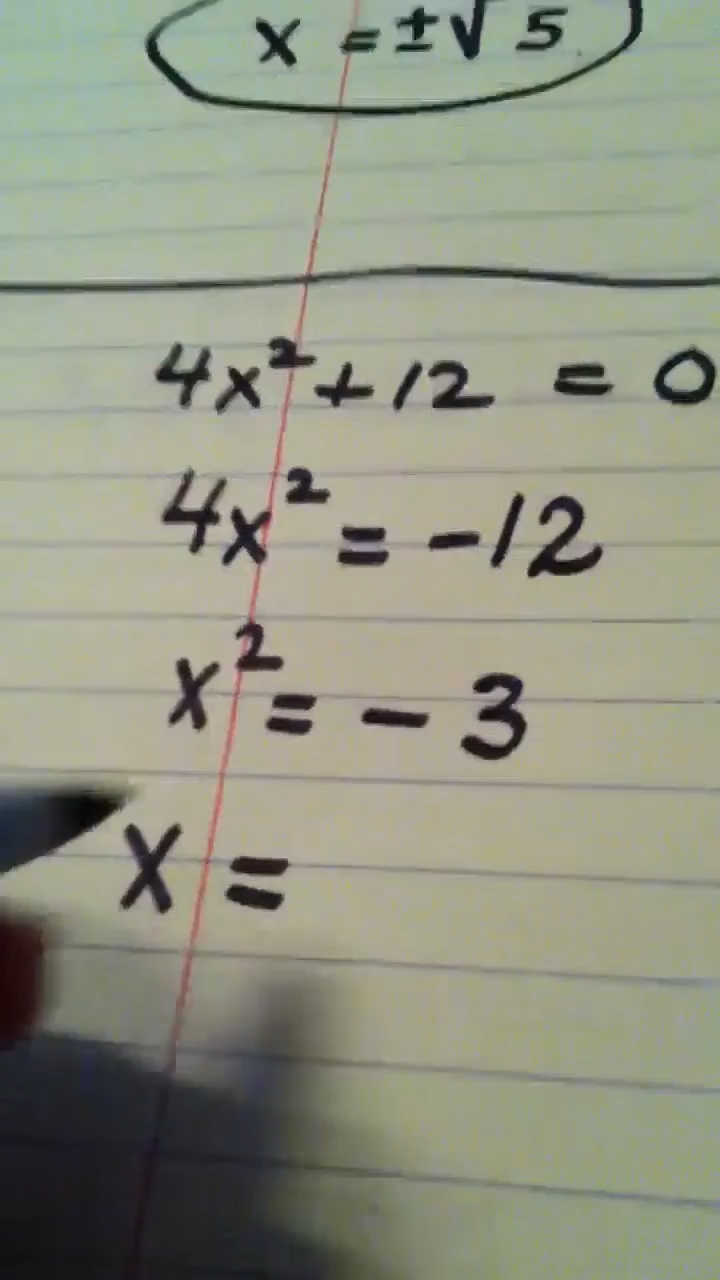 x = ±√5
4x² + 12 = 0
4x² = -12
x² = -3
x =